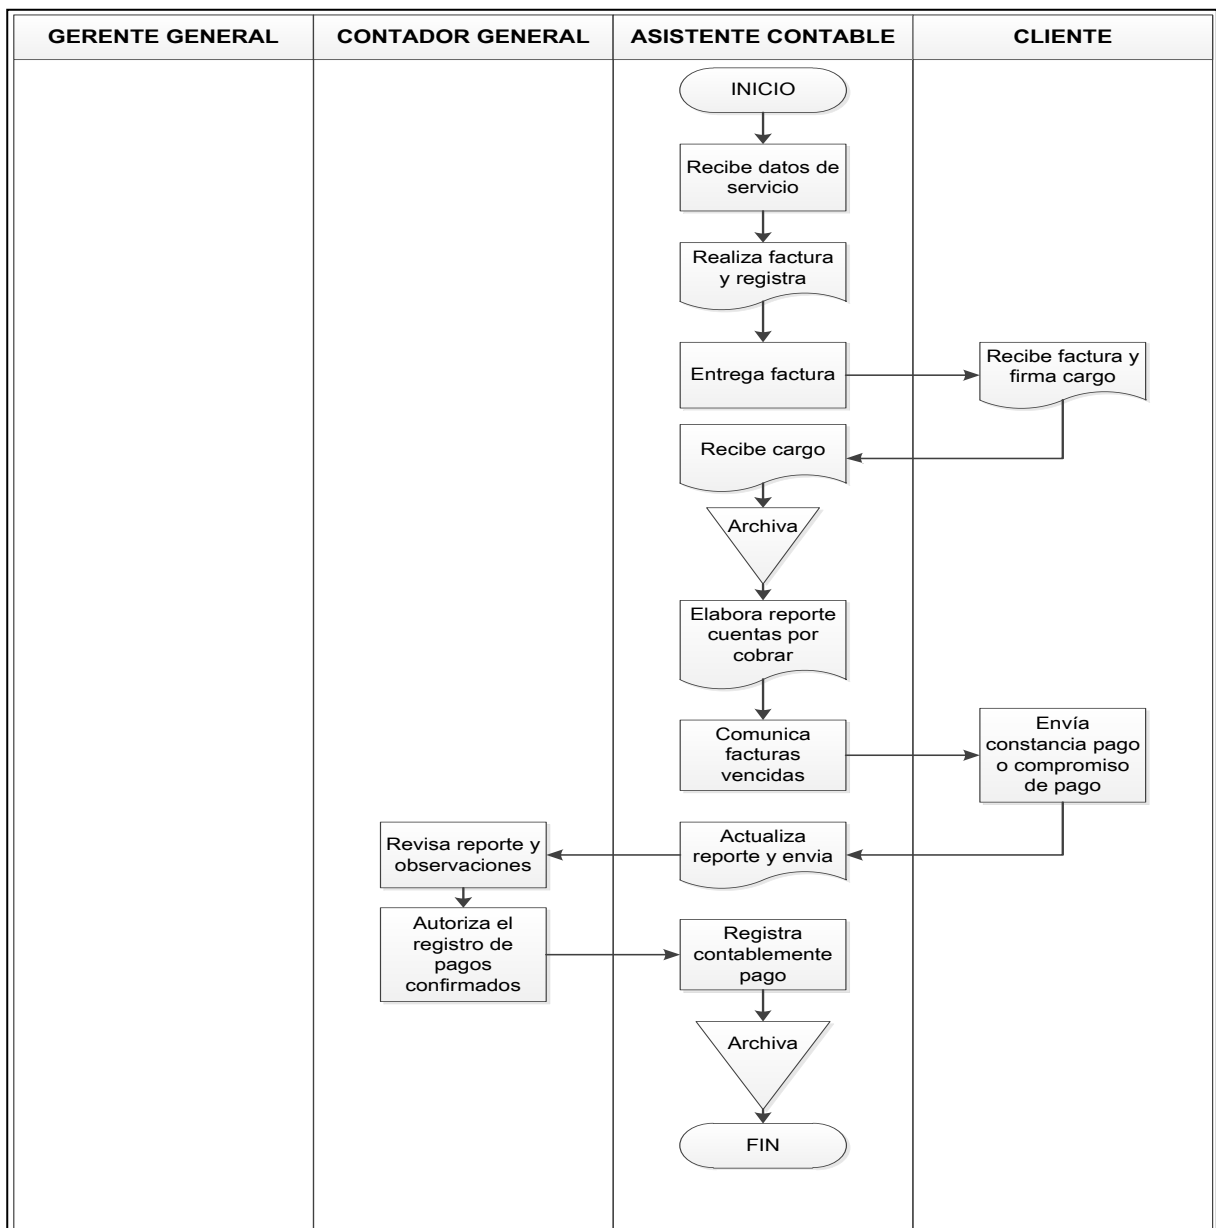 GERENTE GENERAL
CONTADOR GENERAL
ASISTENTE CONTABLE
CLIENTE
INICIO
Recibe datos de
servicio
Realiza factura
y registra
Entrega factura
Recibe factura y
firma cargo
Recibe cargo
Archiva
Elabora reporte
cuentas por
cobrar
Comunica
facturas
vencidas
Envía
constancia pago
o compromiso
de pago
Actualiza
reporte y envia
Revisa reporte y
observaciones
Autoriza el
registro de
pagos
confirmados
Registra
contablemente
pago
Archiva
FIN